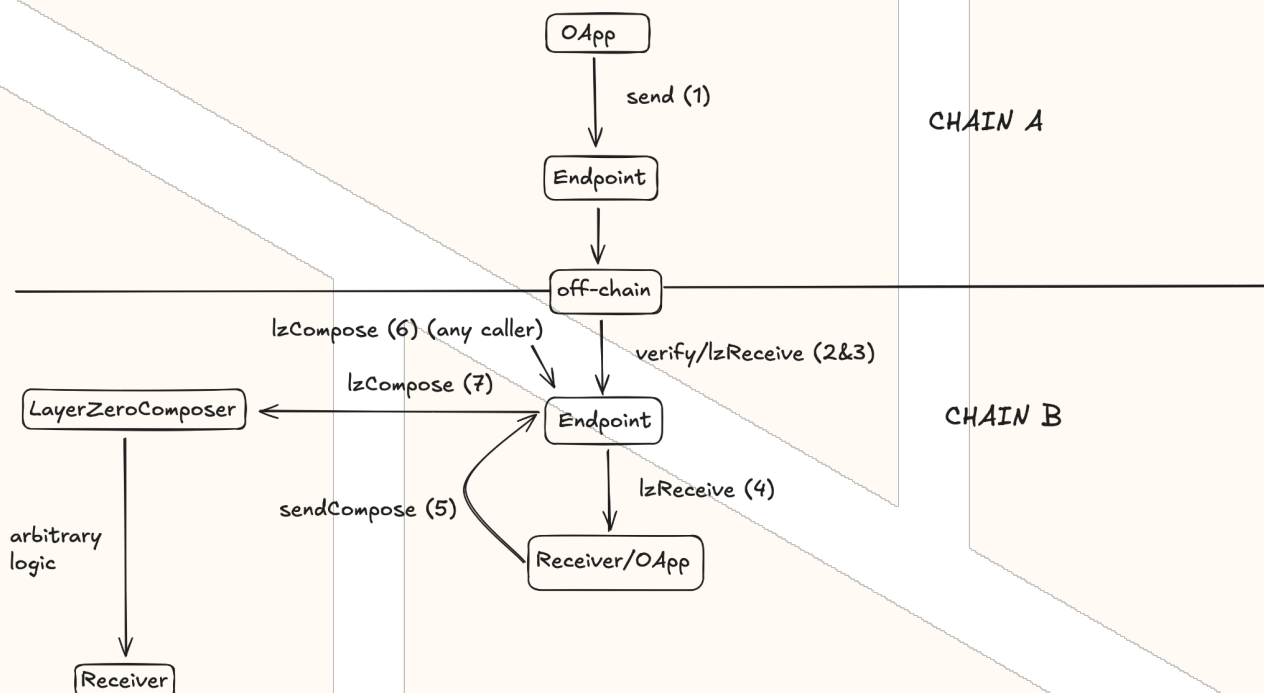 OApp
send (1)
CHAIN A
Endpoint
off-chain
lzCompose (6) (any caller)
verify/lzReceive (2&3)
lzCompose (7)
LayerZeroComposer
Endpoint
CHAIN B
lzReceive (4)
sendCompose (5)
arbitrary
logic
Receiver/OApp
Receiver